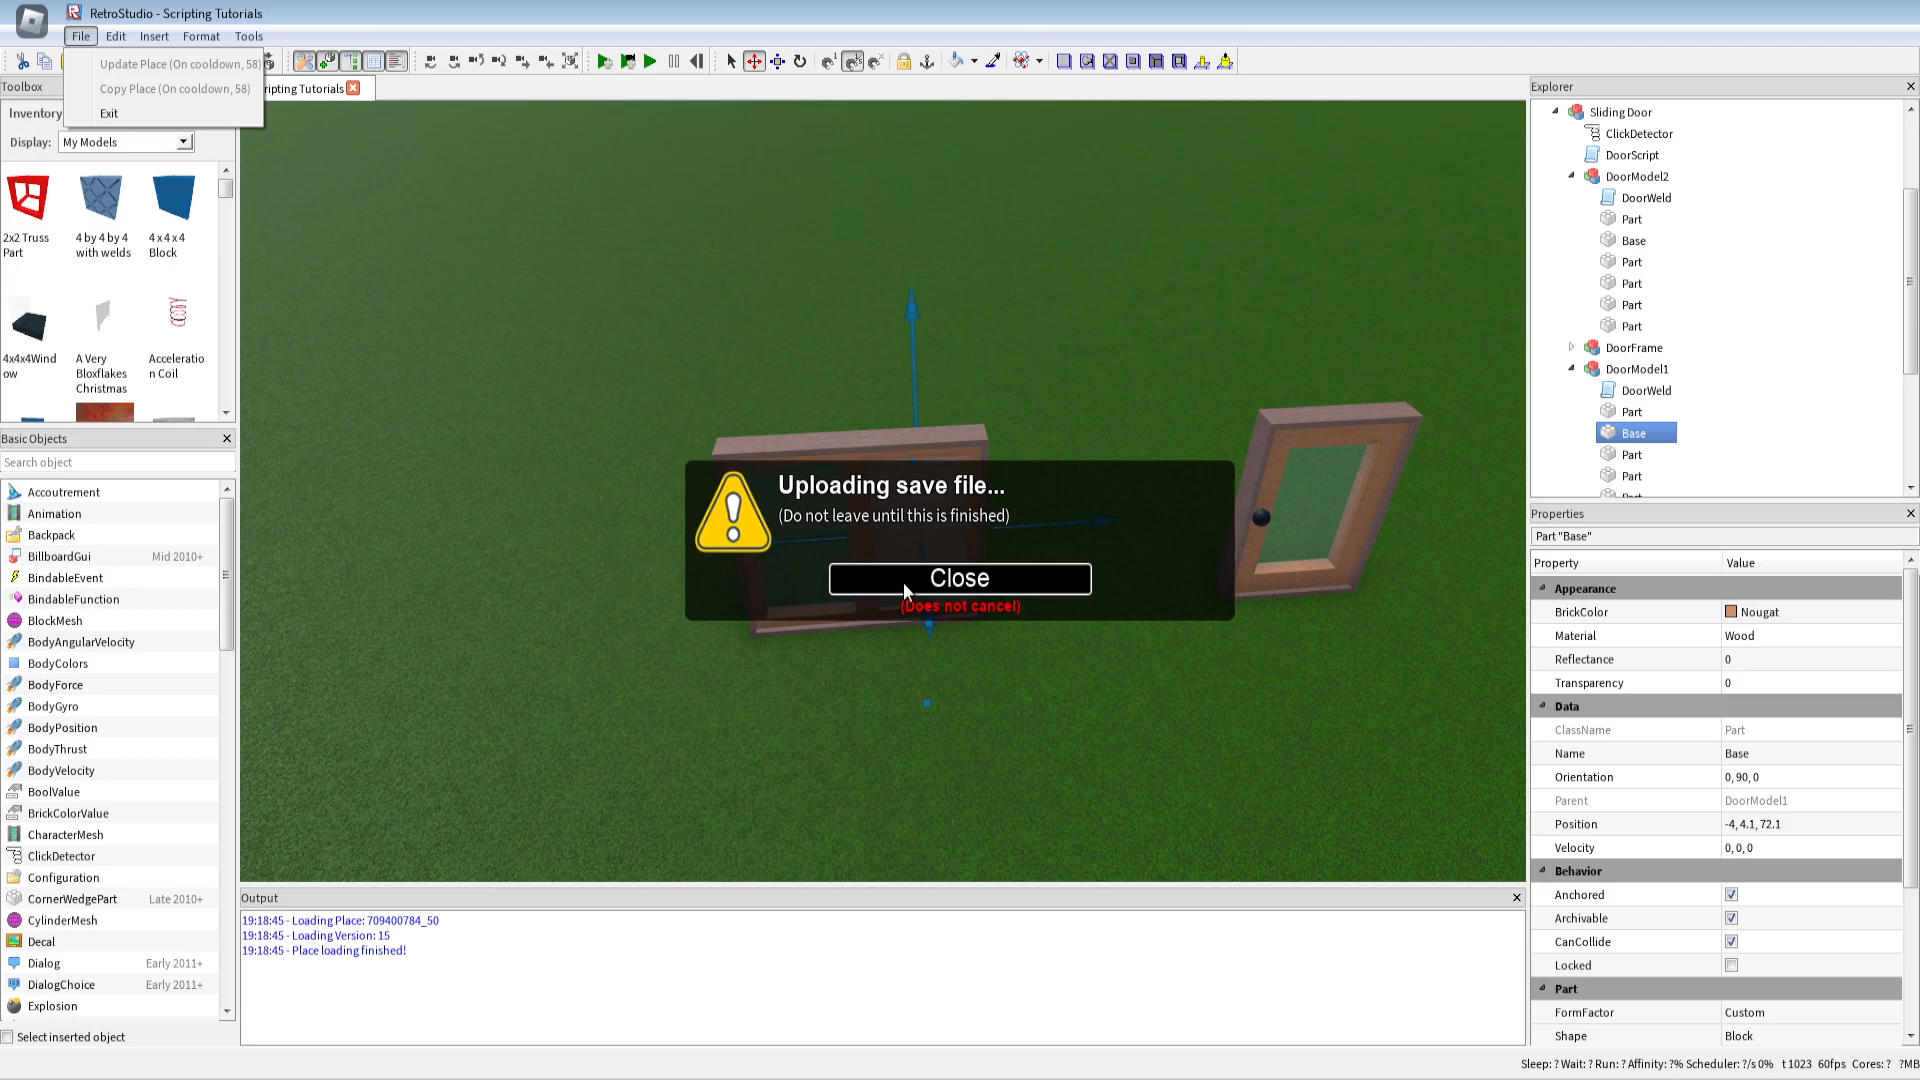 RetroStudio - Scripting Tutorials
File Edit Insert Format Tools
Update Place (On cooldown, 58)
Copy Place (On cooldown, 58)
Exit
Toolbox
ripting Tutorials
Inventory
Display: My Models
2x2 Truss Part
4 by 4 by 4 with welds
4 x 4 x 4 Block
4x4x4Window
A Very Bloxflakes Christmas
Acceleration Coil
Basic Objects
Search object
Accoutrement
Animation
Backpack
BillboardGui Mid 2010+
BindableEvent
BindableFunction
BlockMesh
BodyAngularVelocity
BodyColors
BodyForce
BodyGyro
BodyPosition
BodyThrust
BodyVelocity
BoolValue
BrickColorValue
CharacterMesh
ClickDetector
Configuration
CornerWedgePart Late 2010+
CylinderMesh
Decal
Dialog Early 2011+
DialogChoice Early 2011+
Explosion
Select inserted object
Uploading save file...
(Do not leave until this is finished)
Close
(Does not cancel)
Output
19:18:45 - Loading Place: 709400784_50
19:18:45 - Loading Version: 15
19:18:45 - Place loading finished!
Explorer
Sliding Door
ClickDetector
DoorScript
DoorModel2
DoorWeld
Part
Base
Part
Part
Part
Part
DoorFrame
DoorModel1
DoorWeld
Part
Base
Part
Part
Properties
Part "Base"
Property Value
Appearance
BrickColor Nougat
Material Wood
Reflectance 0
Transparency 0
Data
ClassName Part
Name Base
Orientation 0, 90, 0
Parent DoorModel1
Position -4, 4.1, 72.1
Velocity 0, 0, 0
Behavior
Anchored
Archivable
CanCollide
Locked
Part
FormFactor Custom
Shape Block
Sleep: ? Wait: ? Run: ? Affinity: ?% Scheduler: ?/s 0% t 1023 60fps Cores: ? ?MB